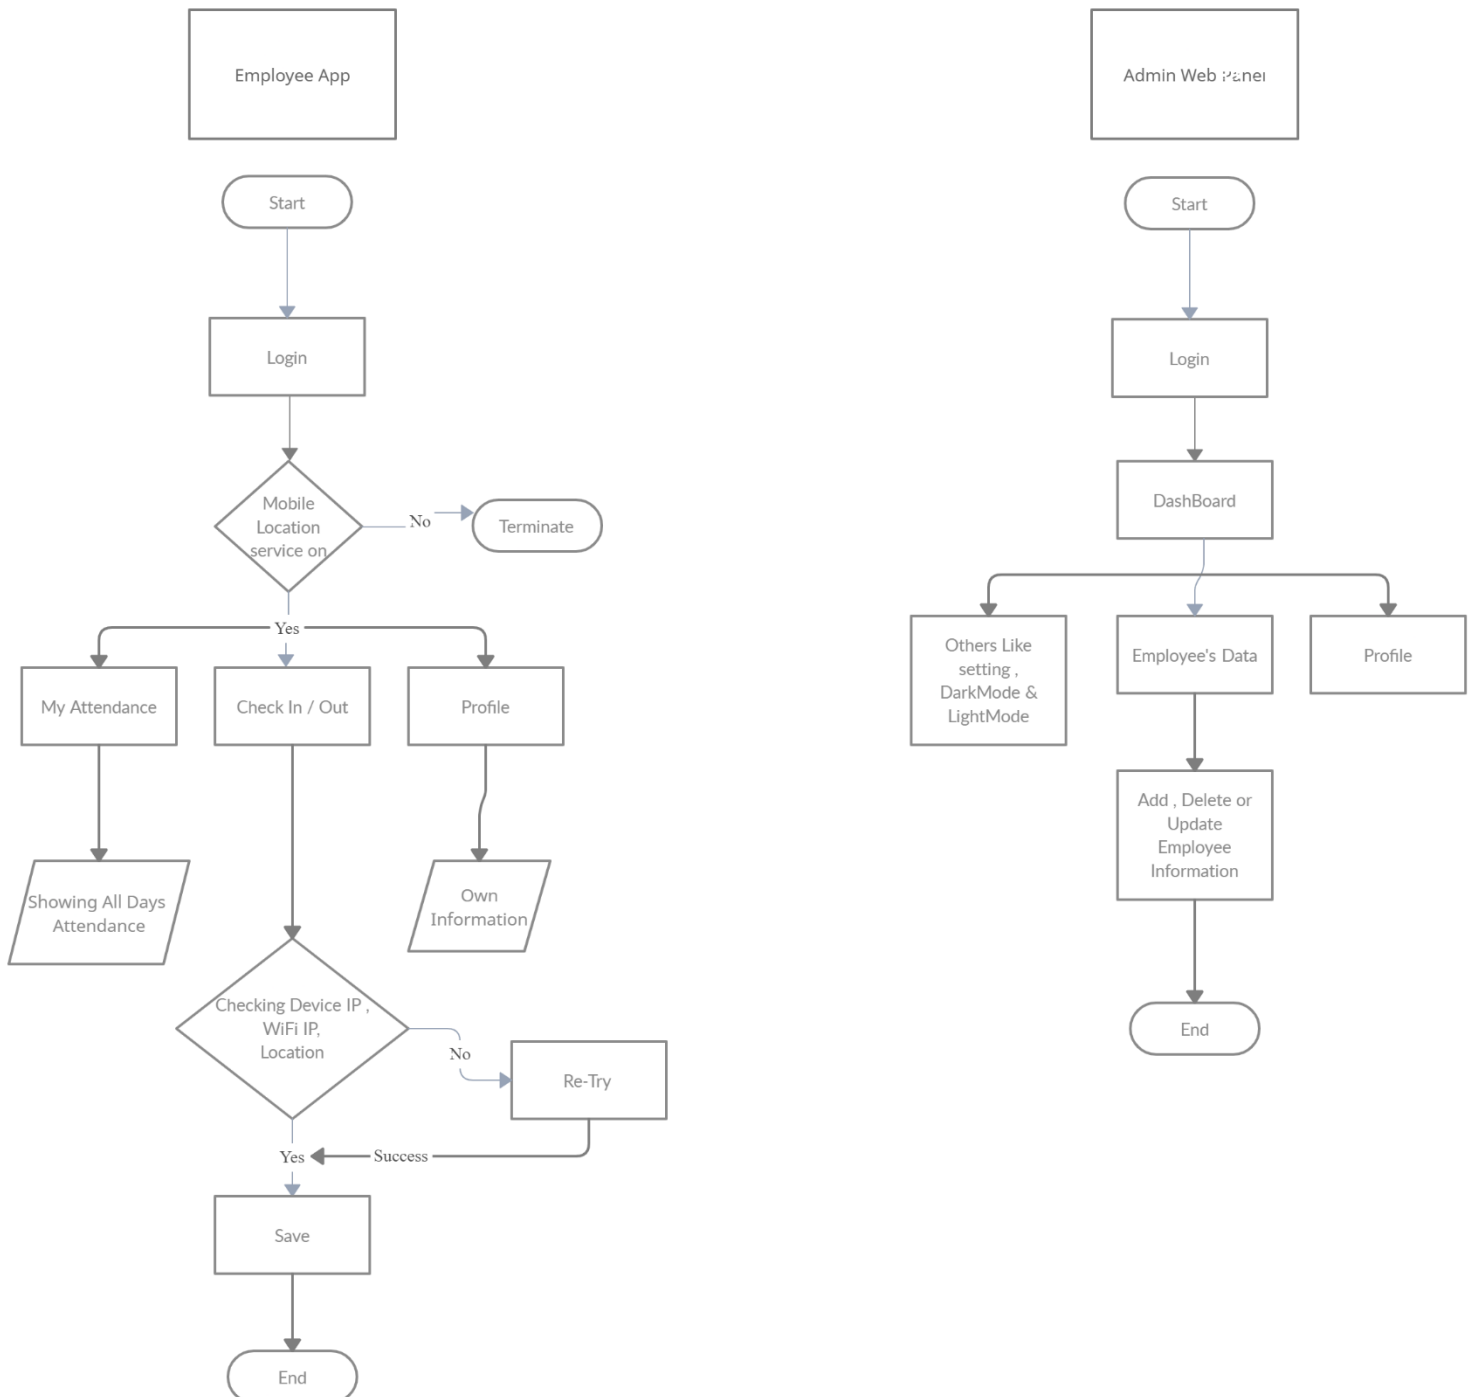 Employee App
Start
Login
Mobile
Location
service on
No
Terminate
Yes
My Attendance
Check In / Out
Profile
Showing All Days
Attendance
Own
Information
Checking Device IP ,
WiFi IP,
Location
No
Re-Try
Yes
Success
Save
End
Admin Web
Start
Login
DashBoard
Others Like
setting ,
DarkMode &
LightMode
Employee's Data
Profile
Add , Delete or
Update
Employee
Information
End